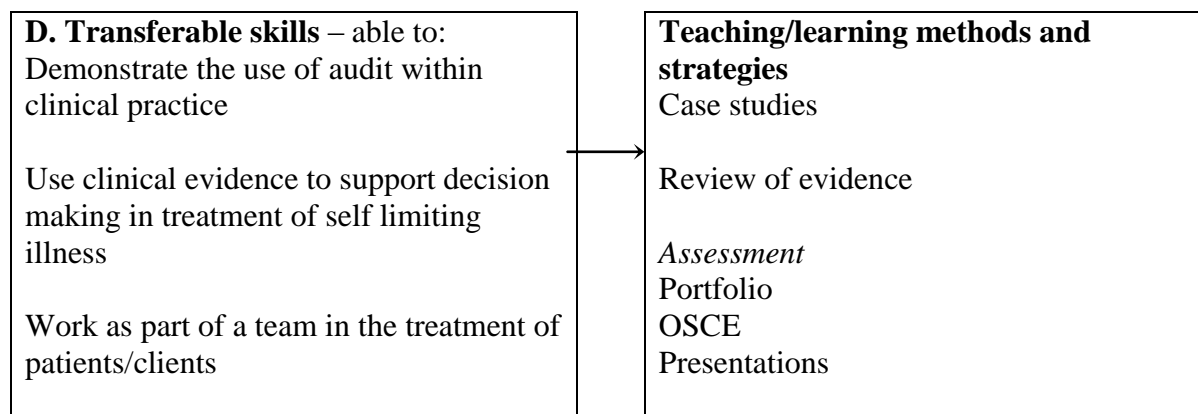 D. Transferable skills – able to:
Demonstrate the use of audit within
clinical practice
Use clinical evidence to support decision
making in treatment of self limiting
illness
Work as part of a team in the treatment of
patients/clients
Teaching/learning methods and
strategies
Case studies
Review of evidence
Assessment
Portfolio
OSCE
Presentations